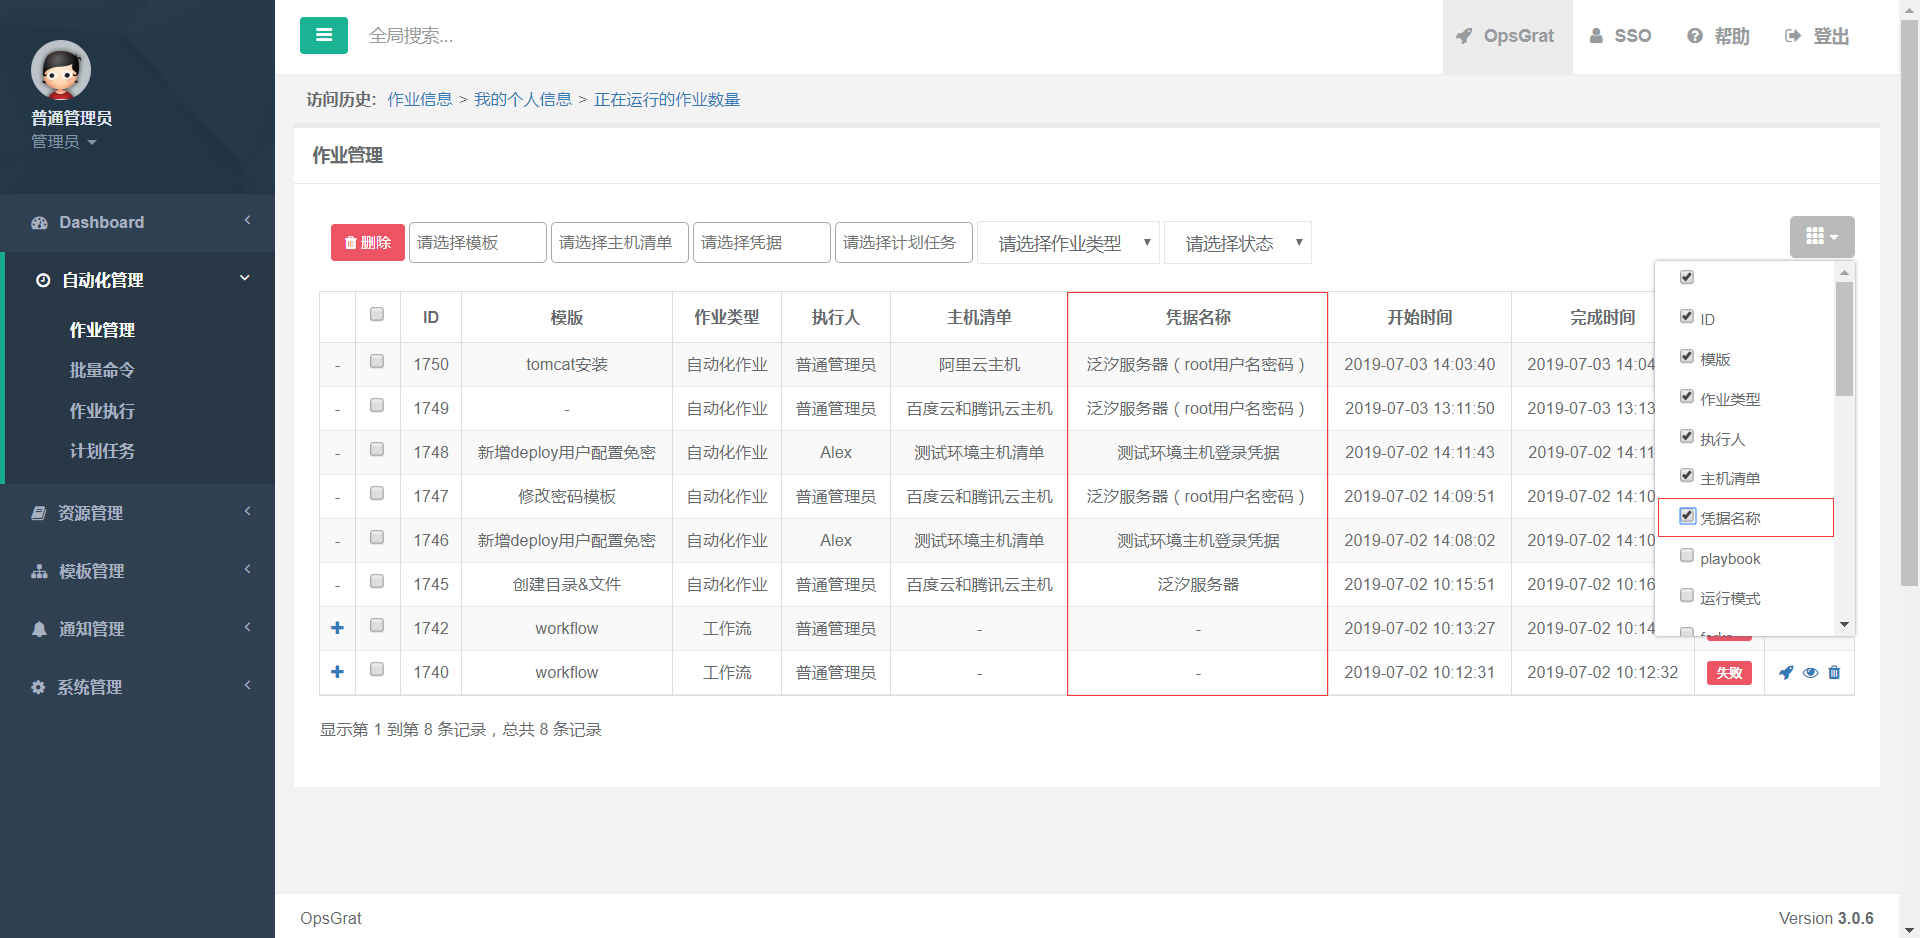 全局搜索...
OpsGrat
SSO
帮助
登出
普通管理员
管理员
Dashboard
自动化管理
作业管理
批量命令
作业执行
计划任务
资源管理
模板管理
通知管理
系统管理
访问历史: 作业信息 > 我的个人信息 > 正在运行的作业数量
作业管理
删除 请选择模板 请选择主机清单 请选择凭据 请选择计划任务 请选择作业类型 请选择状态
ID 模版 作业类型 执行人 主机清单 凭据名称 开始时间 完成时间
- 1750 tomcat安装 自动化作业 普通管理员 阿里云主机 泛汐服务器（root用户名密码） 2019-07-03 14:03:40 2019-07-03 14:04
- 1749 - 自动化作业 普通管理员 百度云和腾讯云主机 泛汐服务器（root用户名密码） 2019-07-03 13:11:50 2019-07-03 13:13
- 1748 新增deploy用户配置免密 自动化作业 Alex 测试环境主机清单 测试环境主机登录凭据 2019-07-02 14:11:43 2019-07-02 14:11
- 1747 修改密码模板 自动化作业 普通管理员 百度云和腾讯云主机 泛汐服务器（root用户名密码） 2019-07-02 14:09:51 2019-07-02 14:10
- 1746 新增deploy用户配置免密 自动化作业 Alex 测试环境主机清单 测试环境主机登录凭据 2019-07-02 14:08:02 2019-07-02 14:10
- 1745 创建目录&文件 自动化作业 普通管理员 百度云和腾讯云主机 泛汐服务器 2019-07-02 10:15:51 2019-07-02 10:16
1742 workflow 工作流 普通管理员 - - 2019-07-02 10:13:27 2019-07-02 10:14
1740 workflow 工作流 普通管理员 - - 2019-07-02 10:12:31 2019-07-02 10:12:32 失败
ID
模版
作业类型
执行人
主机清单
凭据名称
playbook
运行模式
显示第 1 到第 8 条记录，总共 8 条记录
OpsGrat
Version 3.0.6